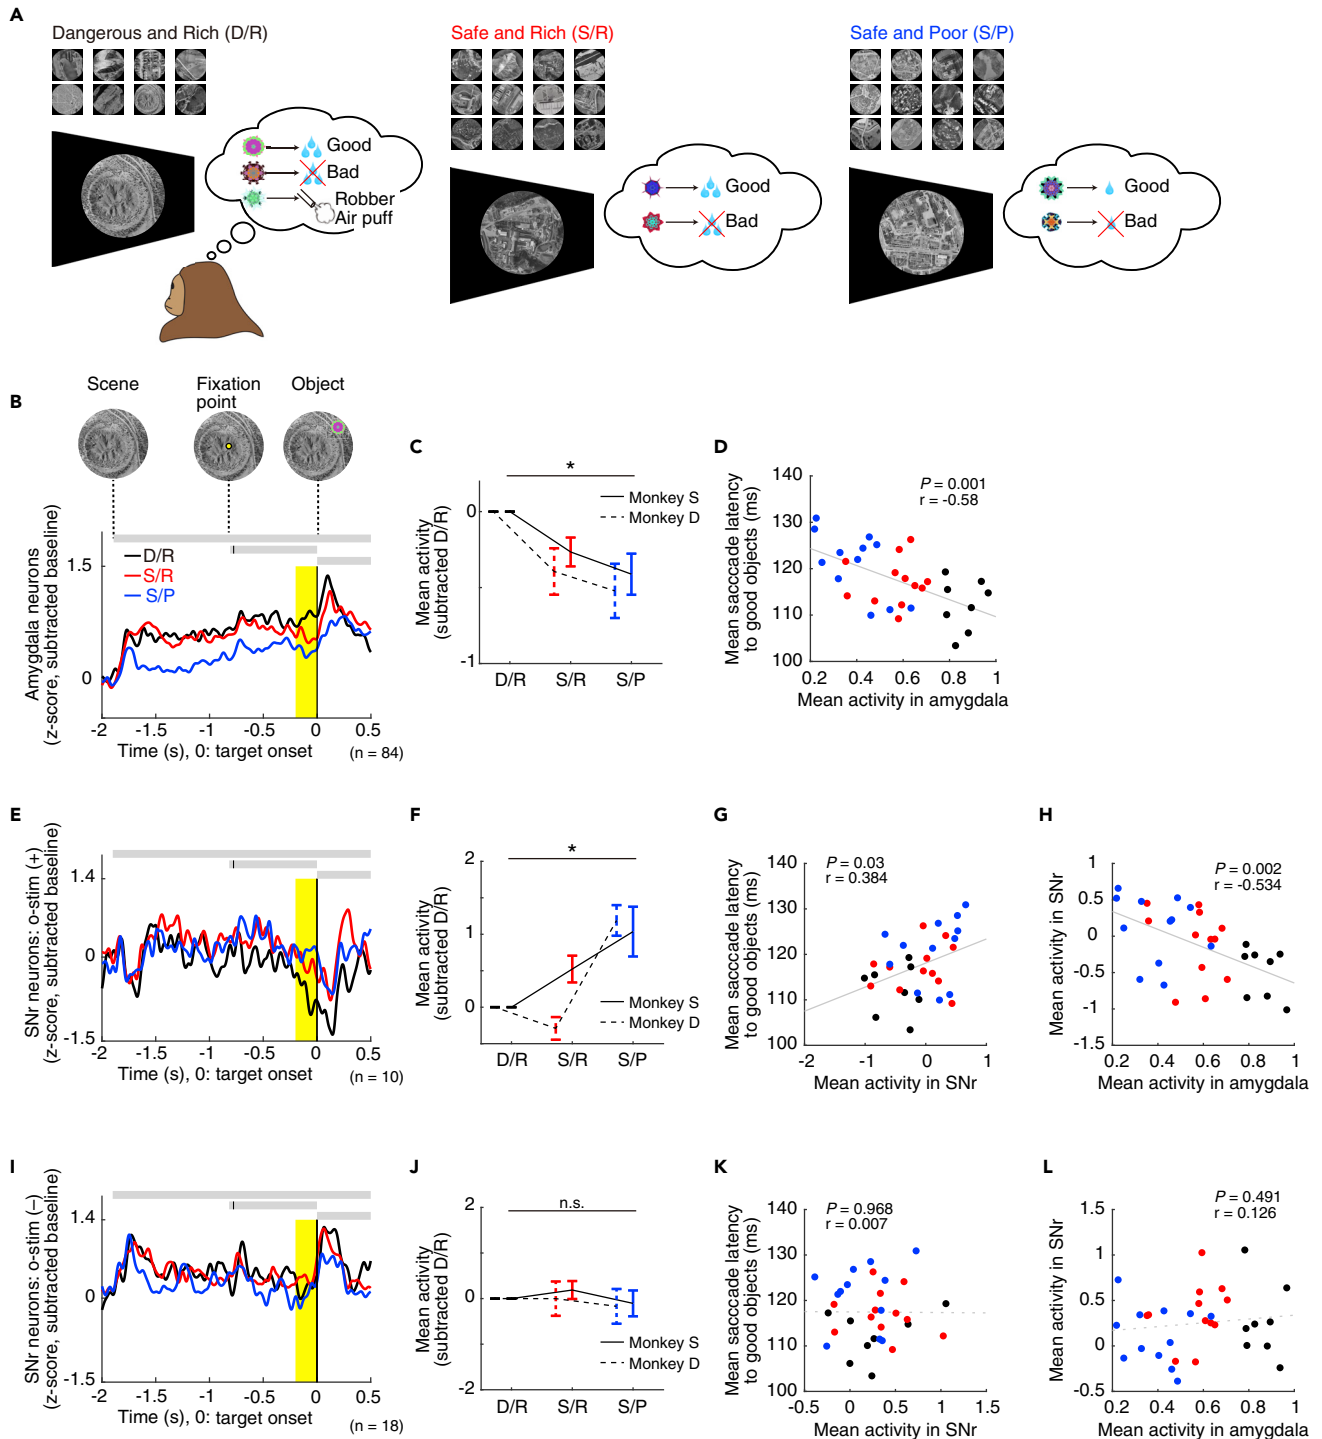 A
Dangerous and Rich (D/R)
Safe and Rich (S/R)
Safe and Poor (S/P)
Good
Bad
Robber
Air puff
Good
Bad
Good
Bad
B
Scene
Fixation
point
Object
Amygdala neurons
(z-score, subtracted baseline)
1.5
0
D/R
S/R
S/P
-2
-1.5
-1
-0.5
0
0.5
Time (s), 0: target onset
(n = 84)
C
Mean activity
(subtracted D/R)
0
-1
*
Monkey S
Monkey D
D/R
S/R
S/P
D
Mean sacccade latency
to good objects (ms)
140
130
120
110
100
P = 0.001
r = -0.58
0.2
0.4
0.6
0.8
1
Mean activity in amygdala
E
SNr neurons: o-stim (+)
(z-score, subtracted baseline)
1.4
0
-1.5
-2
-1.5
-1
-0.5
0
0.5
Time (s), 0: target onset
(n = 10)
F
Mean activity
(subtracted D/R)
2
1
0
*
Monkey S
Monkey D
D/R
S/R
S/P
G
Mean sacccade latency
to good objects (ms)
140
130
120
110
100
P = 0.03
r = 0.384
-2
-1
0
1
Mean activity in SNr
H
Mean activity in SNr
1
0.5
0
-0.5
-1
-1.5
P = 0.002
r = -0.534
0.2
0.4
0.6
0.8
1
Mean activity in amygdala
I
SNr neurons: o-stim (–)
(z-score, subtracted baseline)
1.4
0
-1.5
-2
-1.5
-1
-0.5
0
0.5
Time (s), 0: target onset
(n = 18)
J
Mean activity
(subtracted D/R)
2
0
-2
n.s.
Monkey S
Monkey D
D/R
S/R
S/P
K
Mean sacccade latency
to good objects (ms)
140
130
120
110
100
P = 0.968
r = 0.007
-0.5
0
0.5
1
1.5
Mean activity in SNr
L
Mean activity in SNr
1.5
1
0.5
0
-0.5
P = 0.491
r = 0.126
0.2
0.4
0.6
0.8
1
Mean activity in amygdala